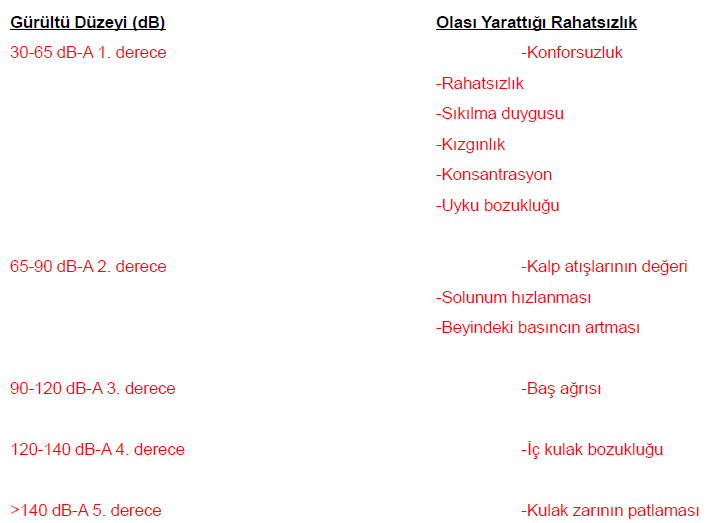 Gürültü Düzeyi (dB) Olası Yarattığı Rahatsızlık
30-65 dB-A 1. derece -Konforsuzluk
-Rahatsızlık
-Sıkılma duygusu
-Kızgınlık
-Konsantrasyon
-Uyku bozukluğu
65-90 dB-A 2. derece -Kalp atışlarının değeri
-Solunum hızlanması
-Beyindeki basıncın artması
90-120 dB-A 3. derece -Baş ağrısı
120-140 dB-A 4. derece -İç kulak bozukluğu
>140 dB-A 5. derece -Kulak zarının patlaması